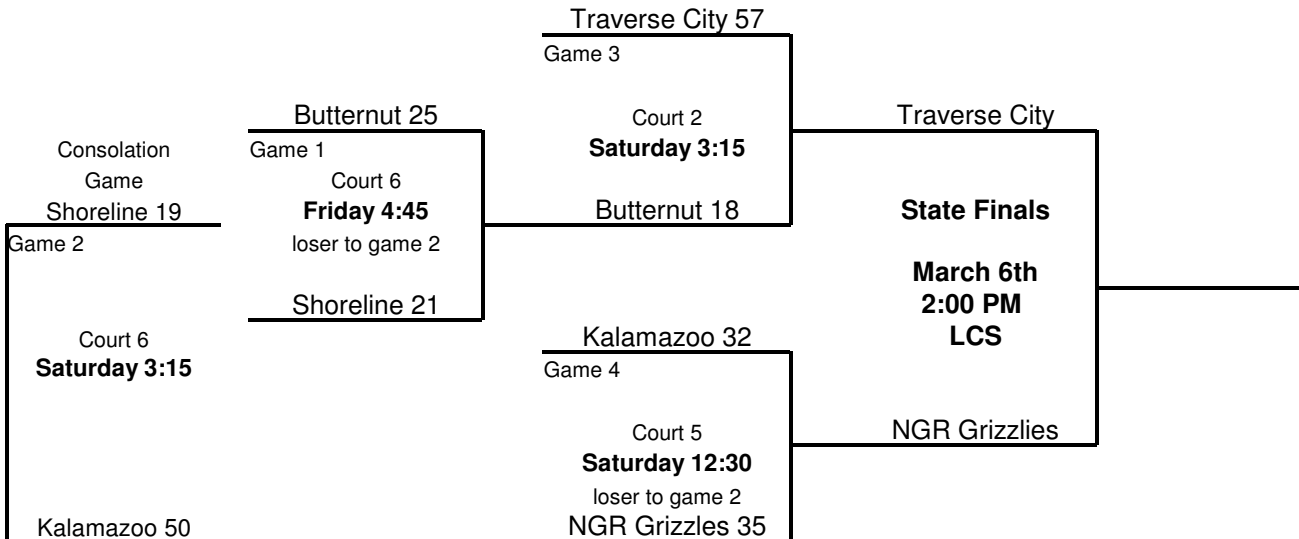 Traverse City 57
Game 3
Butternut 25
Court 2
Traverse City
Consolation
Game 1
Saturday 3:15
Game
Court 6
Shoreline 19
Friday 4:45
Butternut 18
State Finals
Game 2
loser to game 2
March 6th
Shoreline 21
2:00 PM
Court 6
Kalamazoo 32
LCS
Saturday 3:15
Game 4
Court 5
NGR Grizzlies
Saturday 12:30
loser to game 2
Kalamazoo 50
NGR Grizzles 35